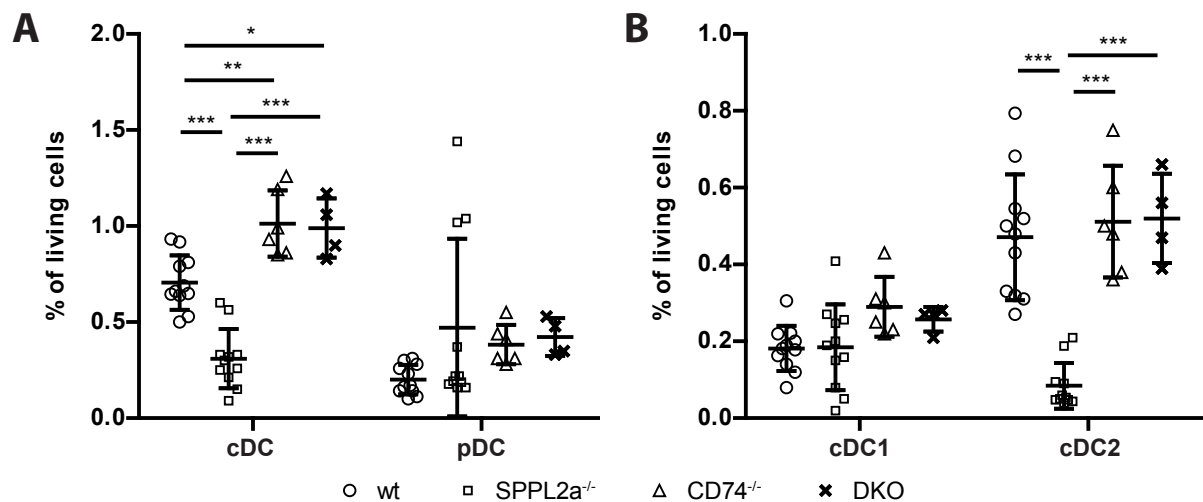 A
B
% of living cells
2.0
1.5
1.0
0.5
0.0
*
**
***
***
***
cDC
pDC
% of living cells
1.0
0.8
0.6
0.4
0.2
0.0
***
***
***
cDC1
cDC2
wt
SPPL2a-/-
CD74-/-
DKO